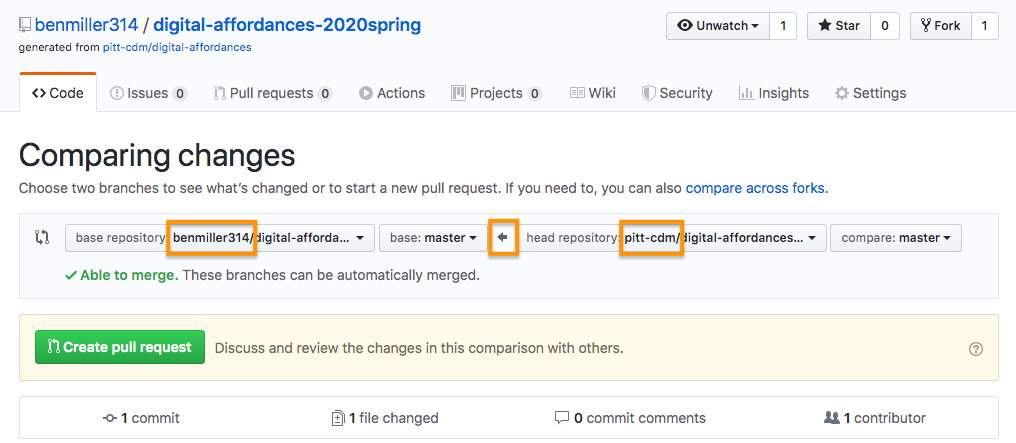 benmiller314 / digital-affordances-2020spring
Unwatch 1 Star 0 Fork 1
generated from pitt-cdm/digital-affordances
Code Issues 0 Pull requests 0 Actions Projects 0 Wiki Security Insights Settings
Comparing changes
Choose two branches to see what's changed or to start a new pull request. If you need to, you can also compare across forks.
base repository: benmiller314/digital-afforda... base: master head repository: pitt-cdm/digital-affordances... compare: master
Able to merge. These branches can be automatically merged.
Create pull request Discuss and review the changes in this comparison with others.
1 commit 1 file changed 0 commit comments 1 contributor